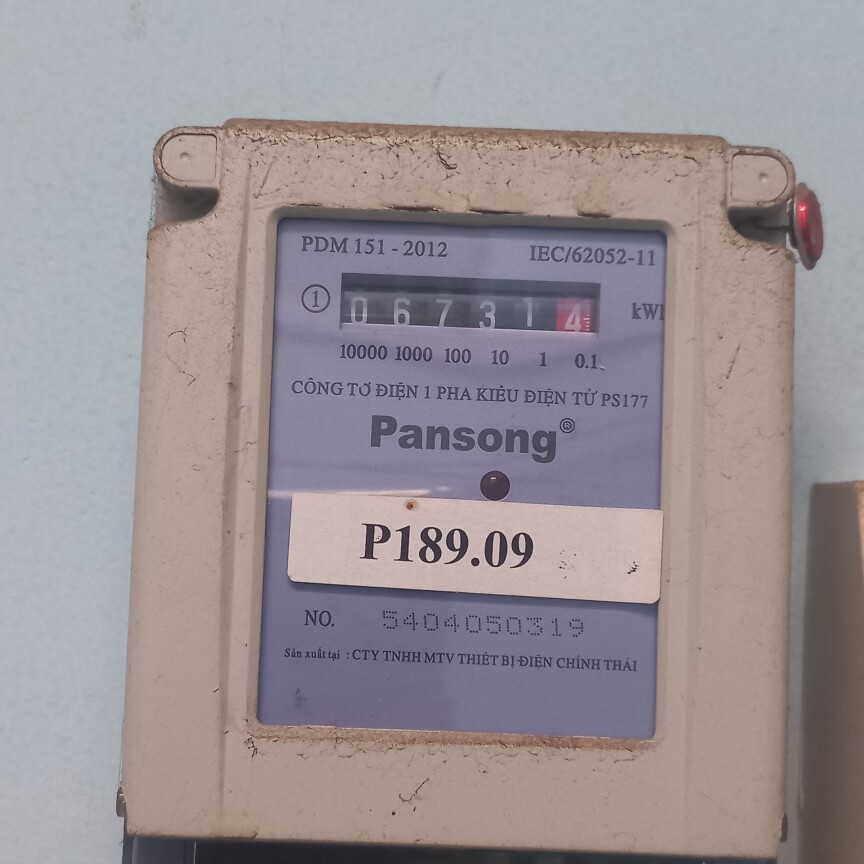 PDM 151 - 2012 IEC/62052-11
1 067314 kWh
10000 1000 100 10 1 0.1
CÔNG TƠ ĐIỆN 1 PHA KIỂU ĐIỆN TỬ PS177
Pansong®
P189.09
NO. 5404050319
Sản xuất tại : CTY TNHH MTV THIẾT BỊ ĐIỆN CHÍNH THÁI